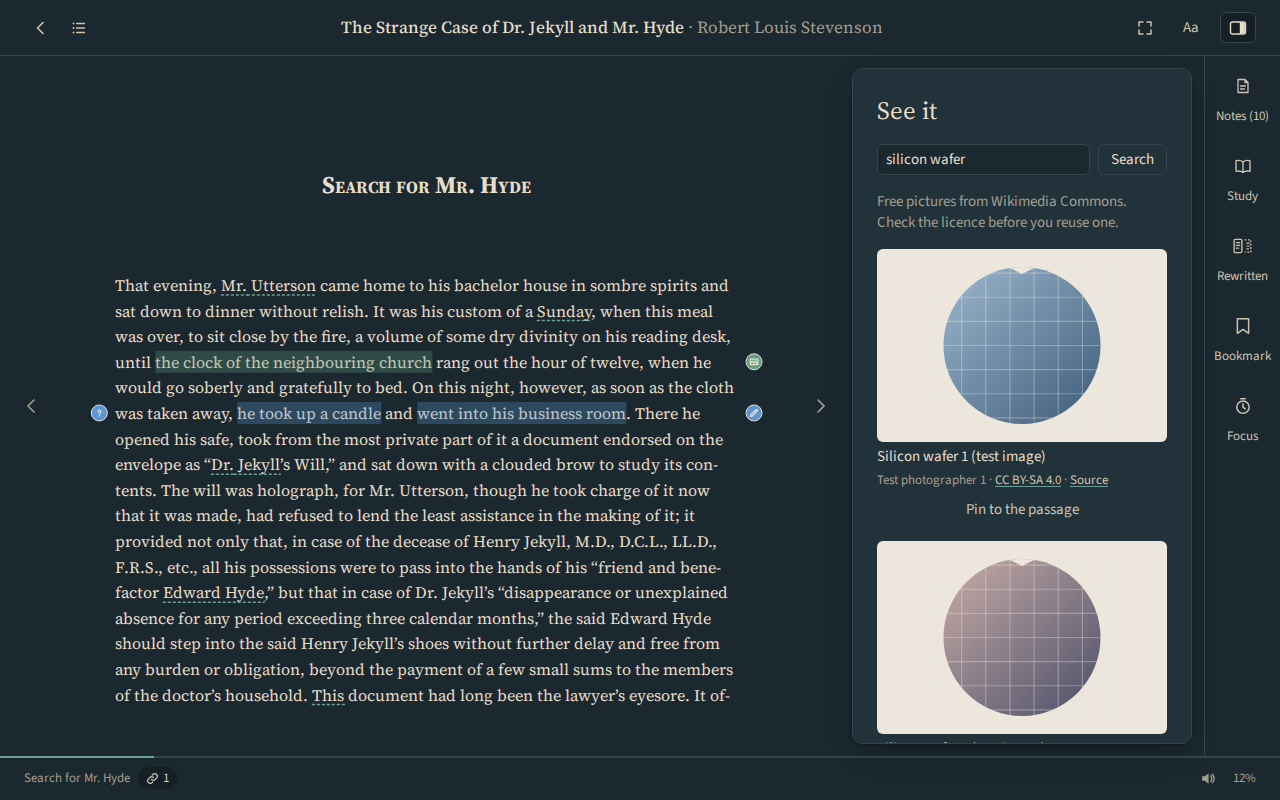 The Strange Case of Dr. Jekyll and Mr. Hyde · Robert Louis Stevenson
Aa
Search for Mr. Hyde
That evening, Mr. Utterson came home to his bachelor house in sombre spirits and
sat down to dinner without relish. It was his custom of a Sunday, when this meal
was over, to sit close by the fire, a volume of some dry divinity on his reading desk,
until the clock of the neighbouring church rang out the hour of twelve, when he
would go soberly and gratefully to bed. On this night, however, as soon as the cloth
was taken away, he took up a candle and went into his business room. There he
opened his safe, took from the most private part of it a document endorsed on the
envelope as “Dr. Jekyll’s Will,” and sat down with a clouded brow to study its con-
tents. The will was holograph, for Mr. Utterson, though he took charge of it now
that it was made, had refused to lend the least assistance in the making of it; it
provided not only that, in case of the decease of Henry Jekyll, M.D., D.C.L., LL.D.,
F.R.S., etc., all his possessions were to pass into the hands of his “friend and bene-
factor Edward Hyde,” but that in case of Dr. Jekyll’s “disappearance or unexplained
absence for any period exceeding three calendar months,” the said Edward Hyde
should step into the said Henry Jekyll’s shoes without further delay and free from
any burden or obligation, beyond the payment of a few small sums to the members
of the doctor’s household. This document had long been the lawyer’s eyesore. It of-
See it
silicon wafer
Search
Free pictures from Wikimedia Commons.
Check the licence before you reuse one.
Silicon wafer 1 (test image)
Test photographer 1 · CC BY-SA 4.0 · Source
Pin to the passage
Notes (10)
Study
Rewritten
Bookmark
Focus
Search for Mr. Hyde
1
12%